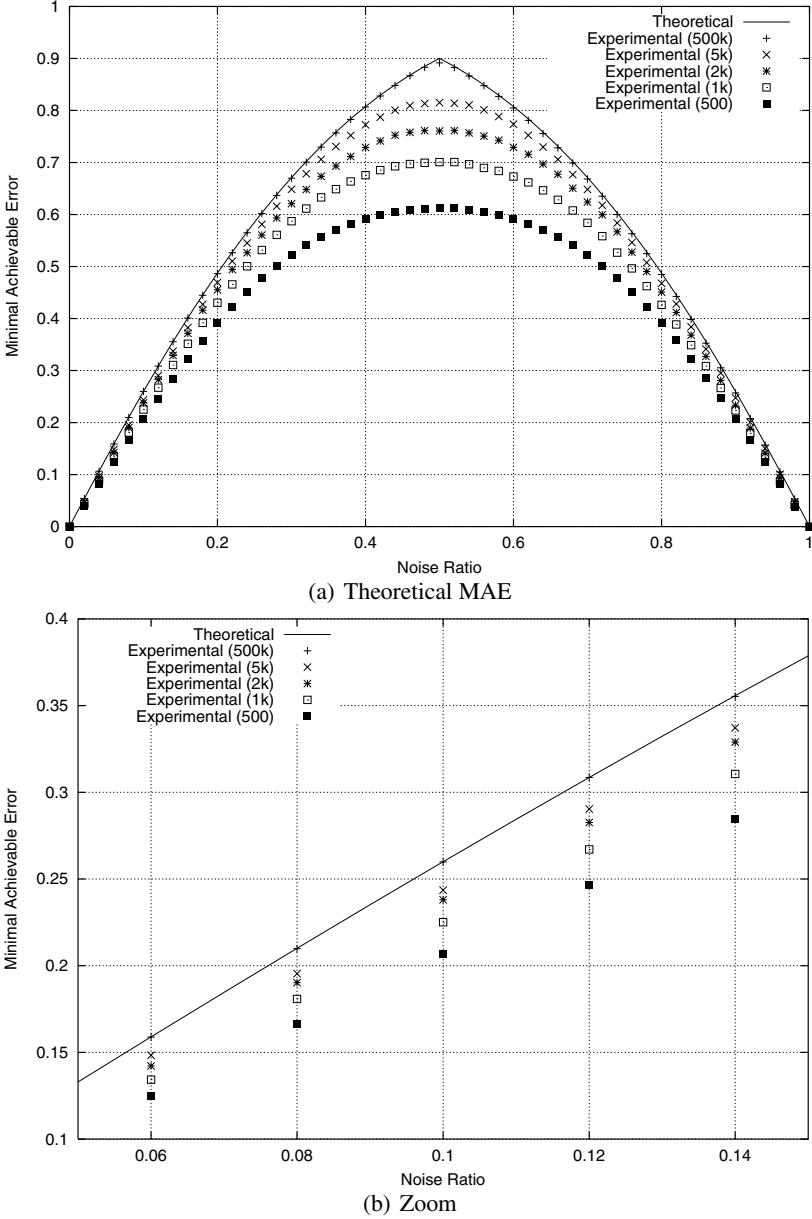 Theoretical
Experimental (500k)
Experimental (5k)
Experimental (2k)
Experimental (1k)
Experimental (500)
1
0.9
0.8
0.7
0.6
0.5
0.4
0.3
0.2
0.1
0
Minimal Achievable Error
0 0.2 0.4 0.6 0.8 1
Noise Ratio
(a) Theoretical MAE
Theoretical
Experimental (500k)
Experimental (5k)
Experimental (2k)
Experimental (1k)
Experimental (500)
0.4
0.35
0.3
0.25
0.2
0.15
0.1
Minimal Achievable Error
0.06 0.08 0.1 0.12 0.14
Noise Ratio
(b) Zoom